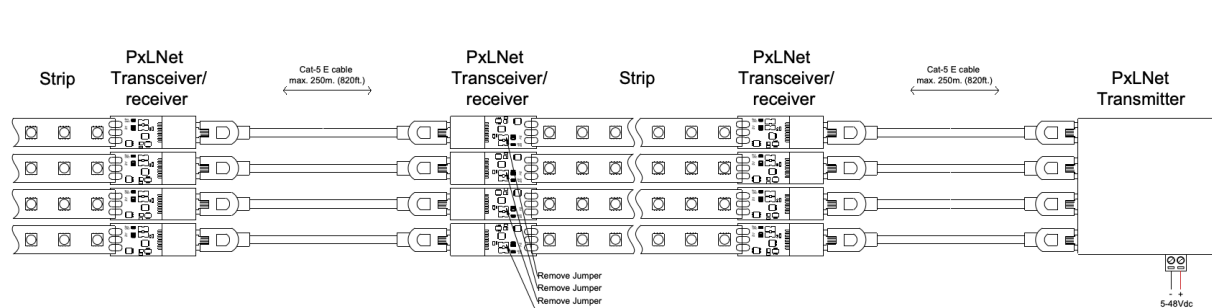 Strip
PxLNet
Transceiver/
receiver
Cat-5 E cable
max. 250m. (820ft.)
PxLNet
Transceiver/
receiver
Strip
PxLNet
Transceiver/
receiver
Cat-5 E cable
max. 250m. (820ft.)
PxLNet
Transmitter
Remove Jumper
Remove Jumper
Remove Jumper
- +
5-48Vdc